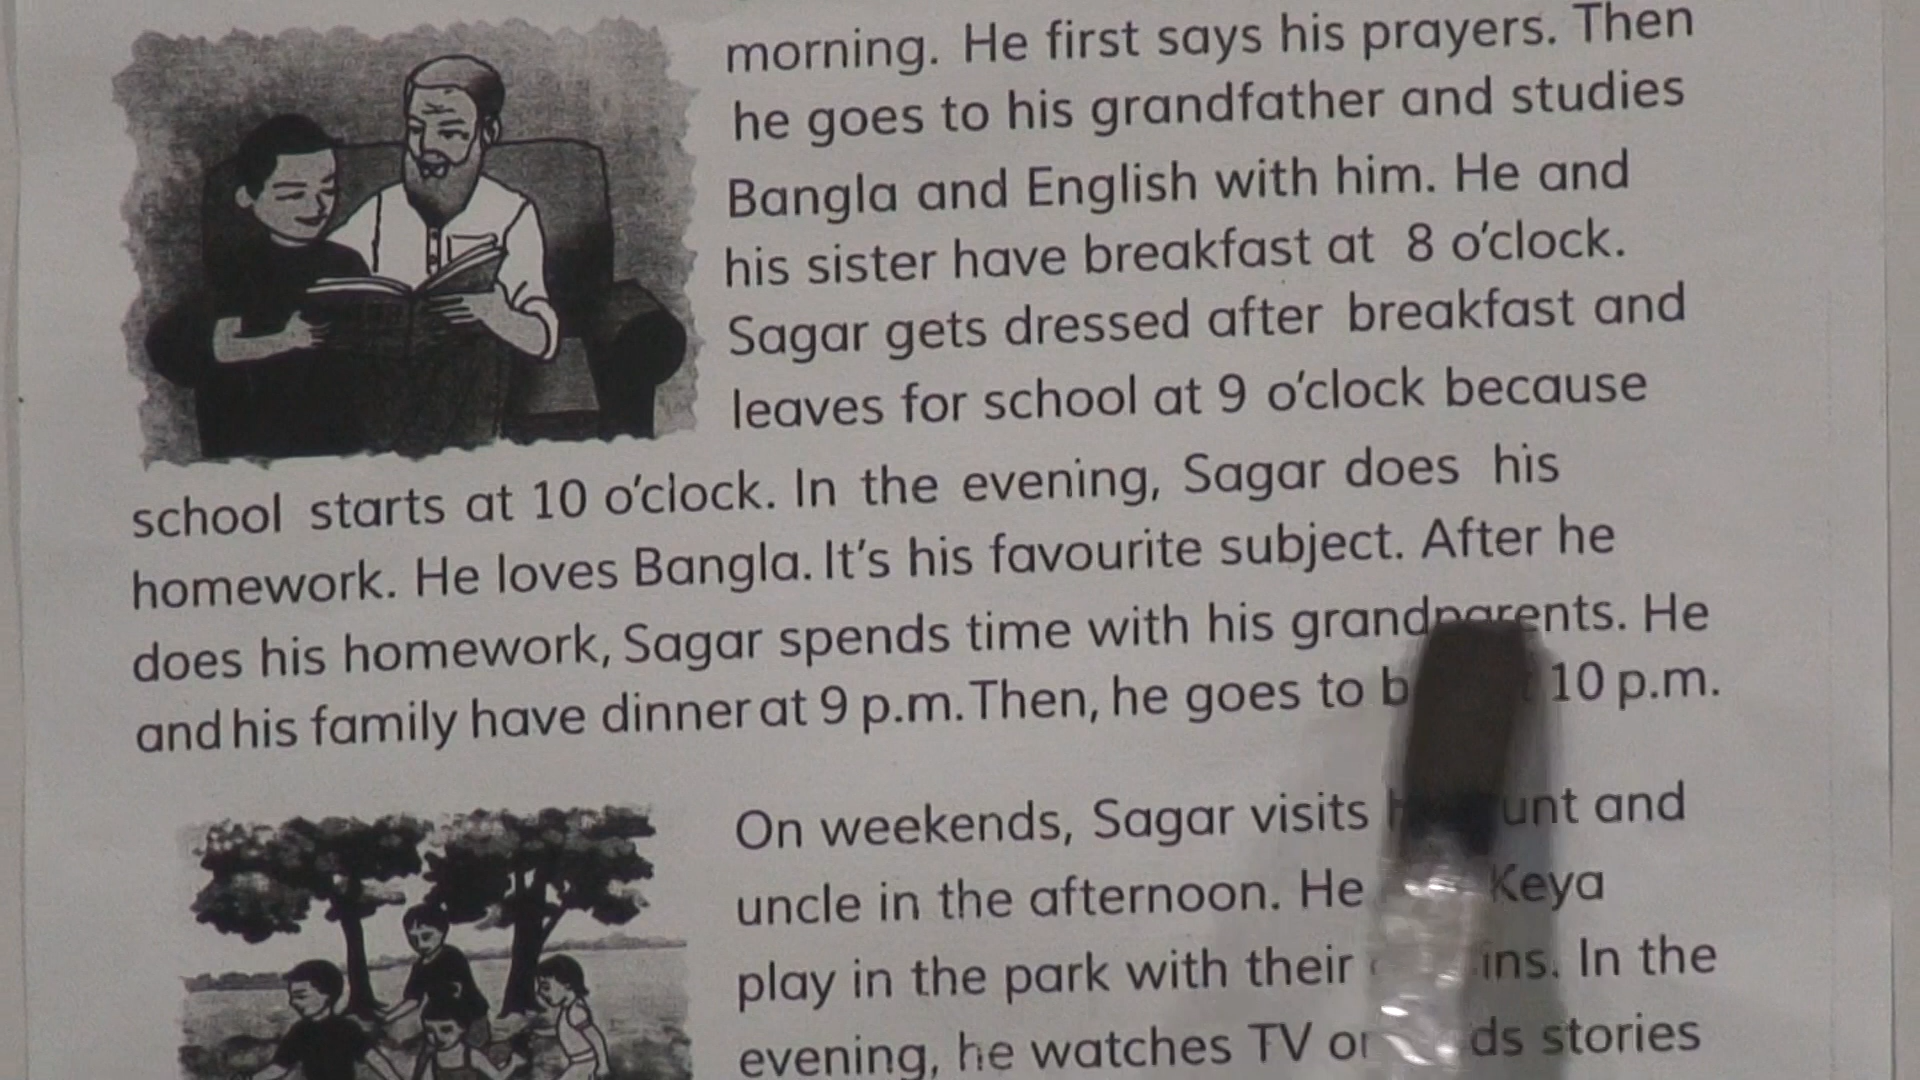 morning. He first says his prayers. Then
he goes to his grandfather and studies
Bangla and English with him. He and
his sister have breakfast at 8 o'clock.
Sagar gets dressed after breakfast and
leaves for school at 9 o'clock because
school starts at 10 o'clock. In the evening, Sagar does his
homework. He loves Bangla. It's his favourite subject. After he
does his homework, Sagar spends time with his grandparents. He
and his family have dinner at 9 p.m. Then, he goes to 10 p.m.
On weekends, Sagar visits and
uncle in the afternoon. He Keya
play in the park with their In the
evening, he watches TV stories